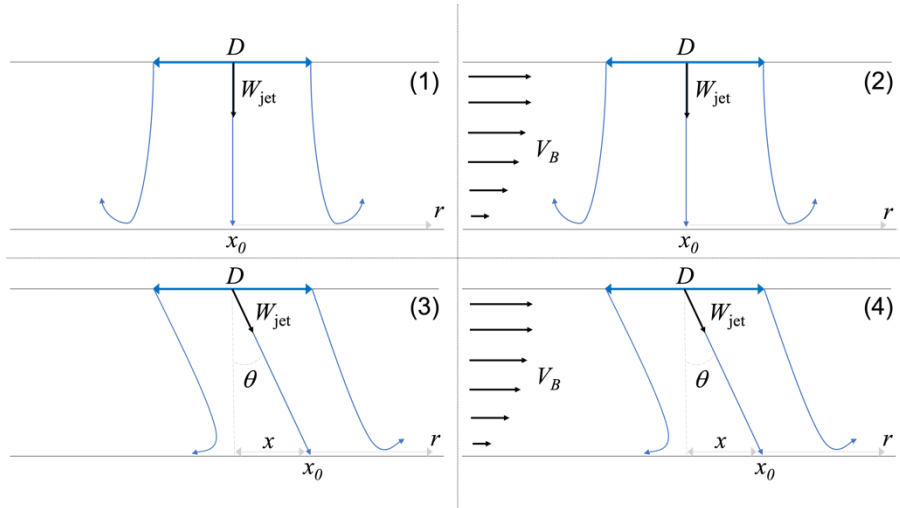 D
(1)
W_jet
r
x_0
D
(2)
W_jet
V_B
r
x_0
D
(3)
W_jet
θ
x
r
x_0
D
(4)
W_jet
V_B
θ
x
r
x_0